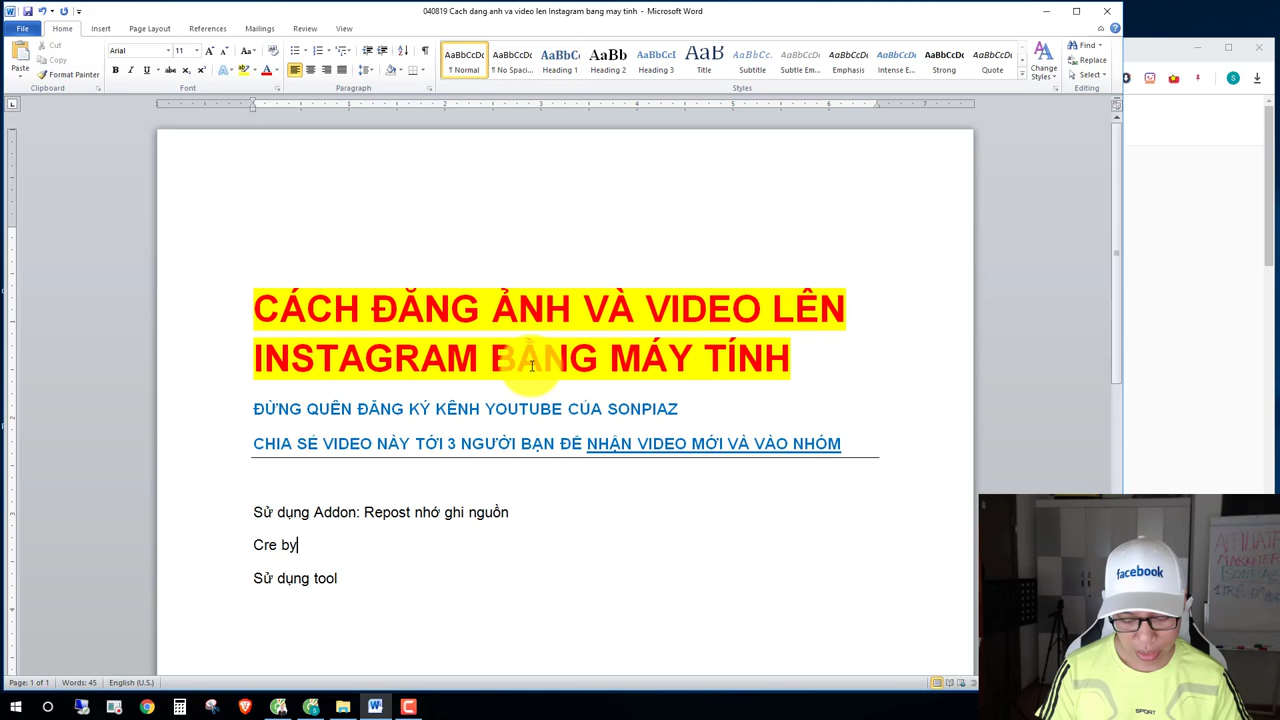 040819 Cach dang anh va video len Instagram bang may tinh - Microsoft Word
File Home Insert Page Layout References Mailings Review View
Paste
Cut
Copy
Format Painter
Clipboard
Arial 11
Font
Paragraph
AaBbCcDc AaBbCcDc AaBbC AaBbCc AaBbCcI AaB AaBbCcL AaBbCcDc AaBbCcDc AaBbCcDc AaBbCcDc AaBbCcDc
¶ Normal ¶ No Spaci... Heading 1 Heading 2 Heading 3 Title Subtitle Subtle Em... Emphasis Intense E... Strong Quote
Styles
Change Styles
Find
Replace
Select
Editing
CÁCH ĐĂNG ẢNH VÀ VIDEO LÊN
INSTAGRAM BẰNG MÁY TÍNH
ĐỪNG QUÊN ĐĂNG KÝ KÊNH YOUTUBE CỦA SONPIAZ
CHIA SẺ VIDEO NÀY TỚI 3 NGƯỜI BẠN ĐỂ NHẬN VIDEO MỚI VÀ VÀO NHÓM
Sử dụng Addon: Repost nhớ ghi nguồn
Cre by
Sử dụng tool
facebook
AFFILIATE
SPORT
Page: 1 of 1 Words: 45 English (U.S.)